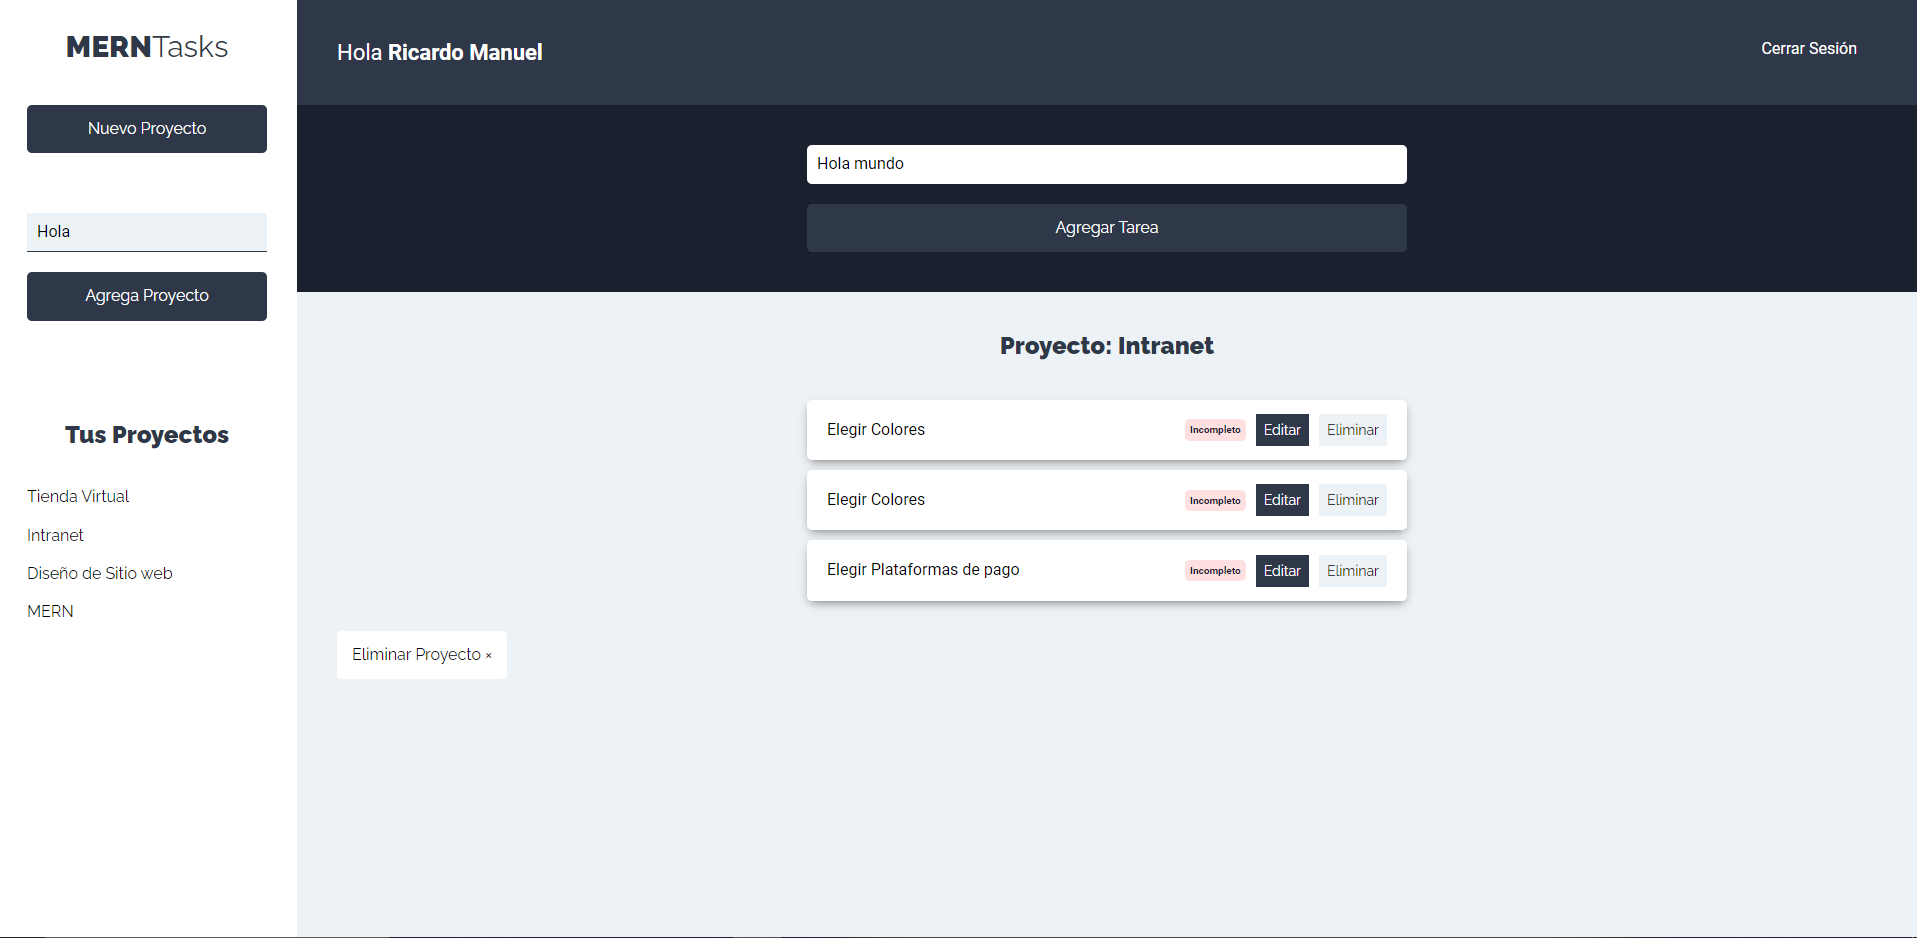 MERNTasks
Nuevo Proyecto
Hola
Agrega Proyecto
Tus Proyectos
Tienda Virtual
Intranet
Diseño de Sitio web
MERN
Hola Ricardo Manuel
Cerrar Sesión
Hola mundo
Agregar Tarea
Proyecto: Intranet
Elegir Colores Incompleto Editar Eliminar
Elegir Colores Incompleto Editar Eliminar
Elegir Plataformas de pago Incompleto Editar Eliminar
Eliminar Proyecto ×